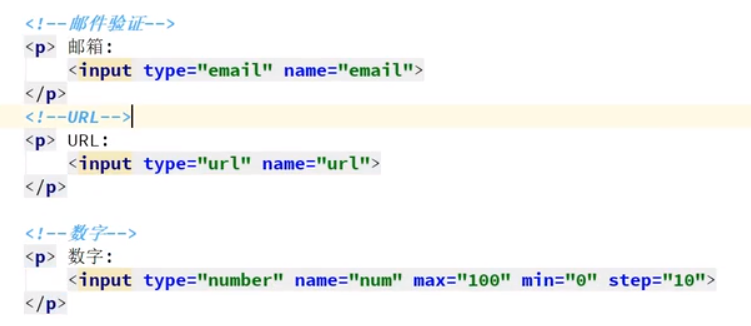 <!--邮件验证-->
<p> 邮箱:
<input type="email" name="email">
</p>
<!--URL-->
<p> URL:
<input type="url" name="url">
</p>
<!--数字-->
<p> 数字:
<input type="number" name="num" max="100" min="0" step="10">
</p>